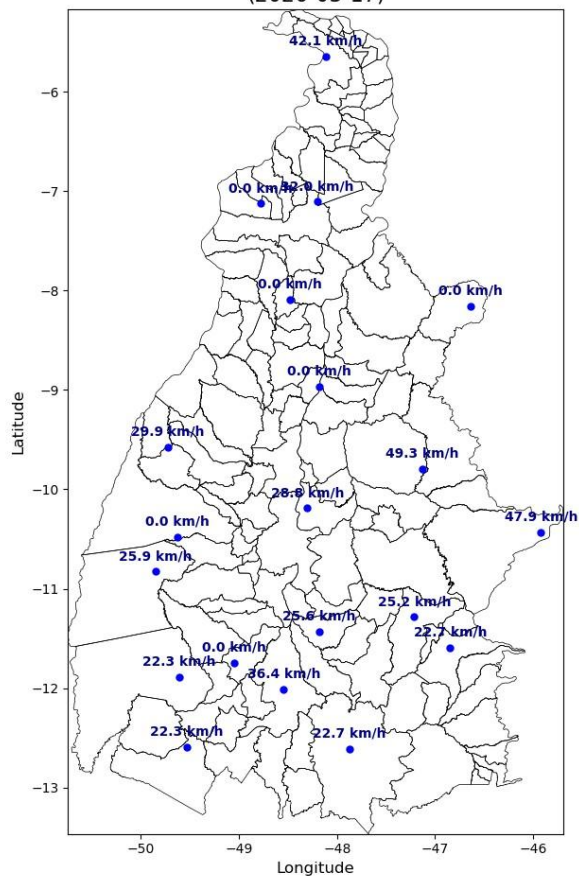 42.1 km/h
0.0 km/h
32.0 km/h
0.0 km/h
0.0 km/h
0.0 km/h
29.9 km/h
49.3 km/h
28.8 km/h
47.9 km/h
0.0 km/h
25.9 km/h
25.2 km/h
25.6 km/h
22.7 km/h
0.0 km/h
22.3 km/h
36.4 km/h
22.3 km/h
22.7 km/h
−6
−7
−8
−9
−10
−11
−12
−13
Latitude
−50 −49 −48 −47 −46
Longitude